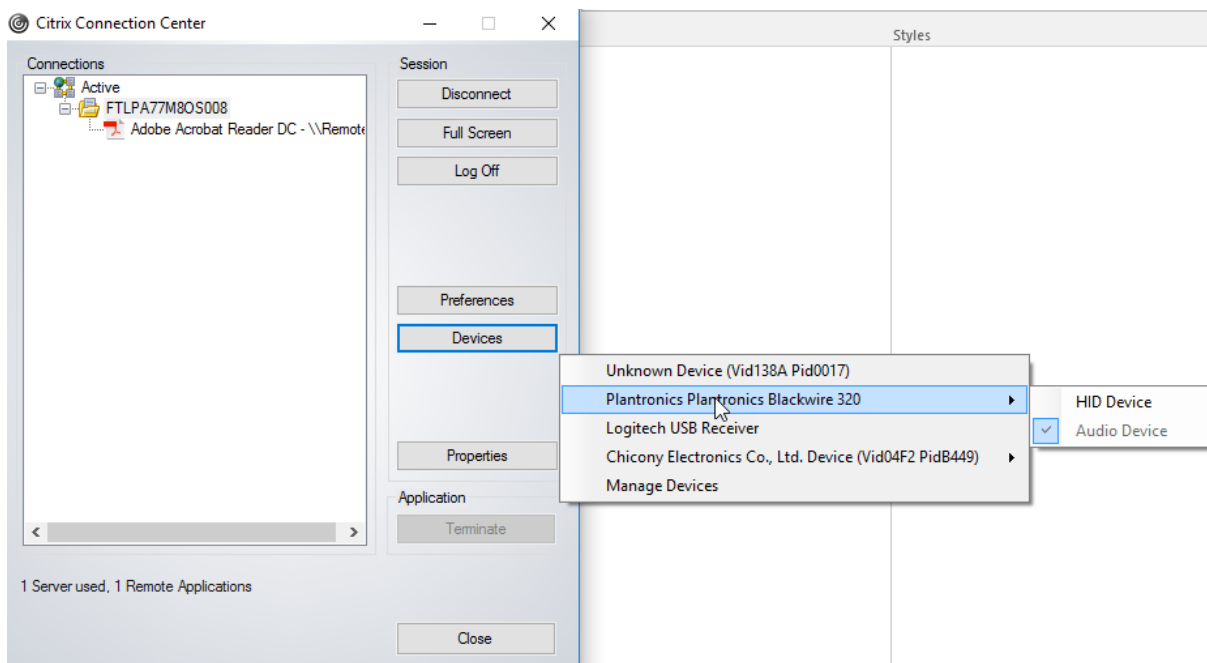 Citrix Connection Center
Styles
Connections
Active
FTLPA77M8OS008
Adobe Acrobat Reader DC - \\Remote
Session
Disconnect
Full Screen
Log Off
Preferences
Devices
Properties
Application
Terminate
1 Server used, 1 Remote Applications
Close
Unknown Device (Vid138A Pid0017)
Plantronics Plantronics Blackwire 320
Logitech USB Receiver
Chicony Electronics Co., Ltd. Device (Vid04F2 PidB449)
Manage Devices
HID Device
Audio Device